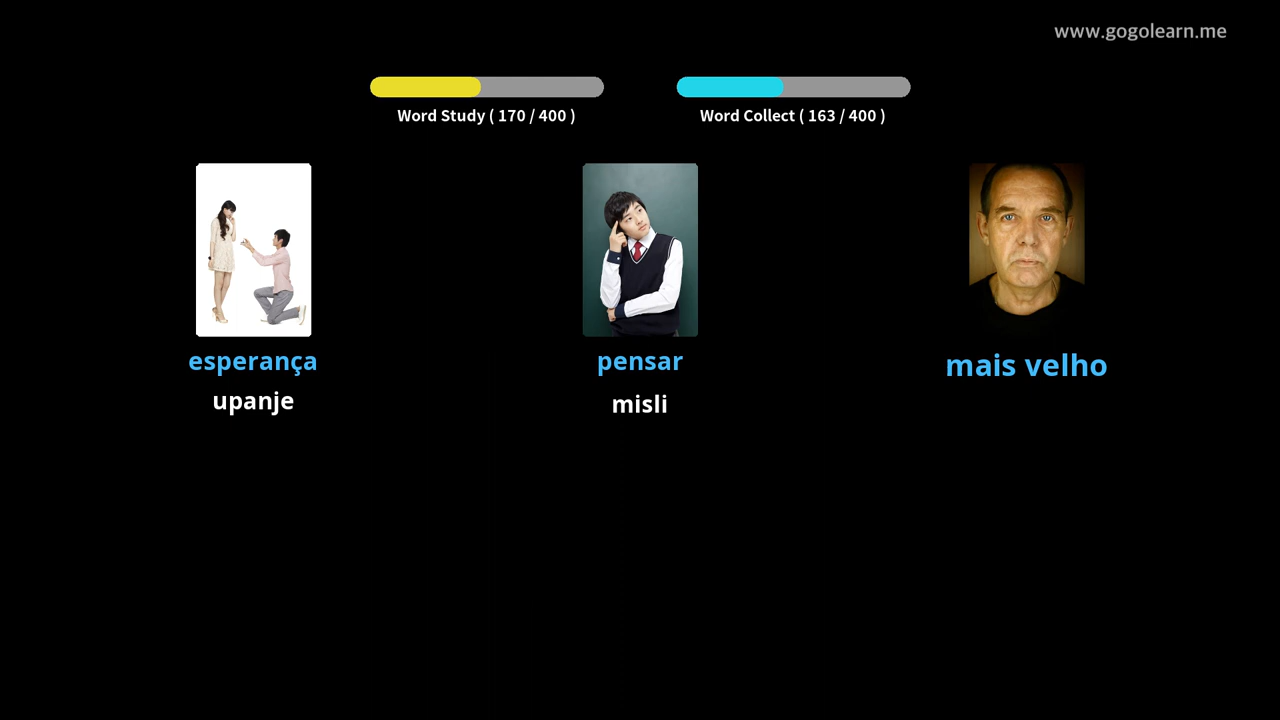 www.gogolearn.me
Word Study ( 170 / 400 )
Word Collect ( 163 / 400 )
esperança
upanje
pensar
misli
mais velho